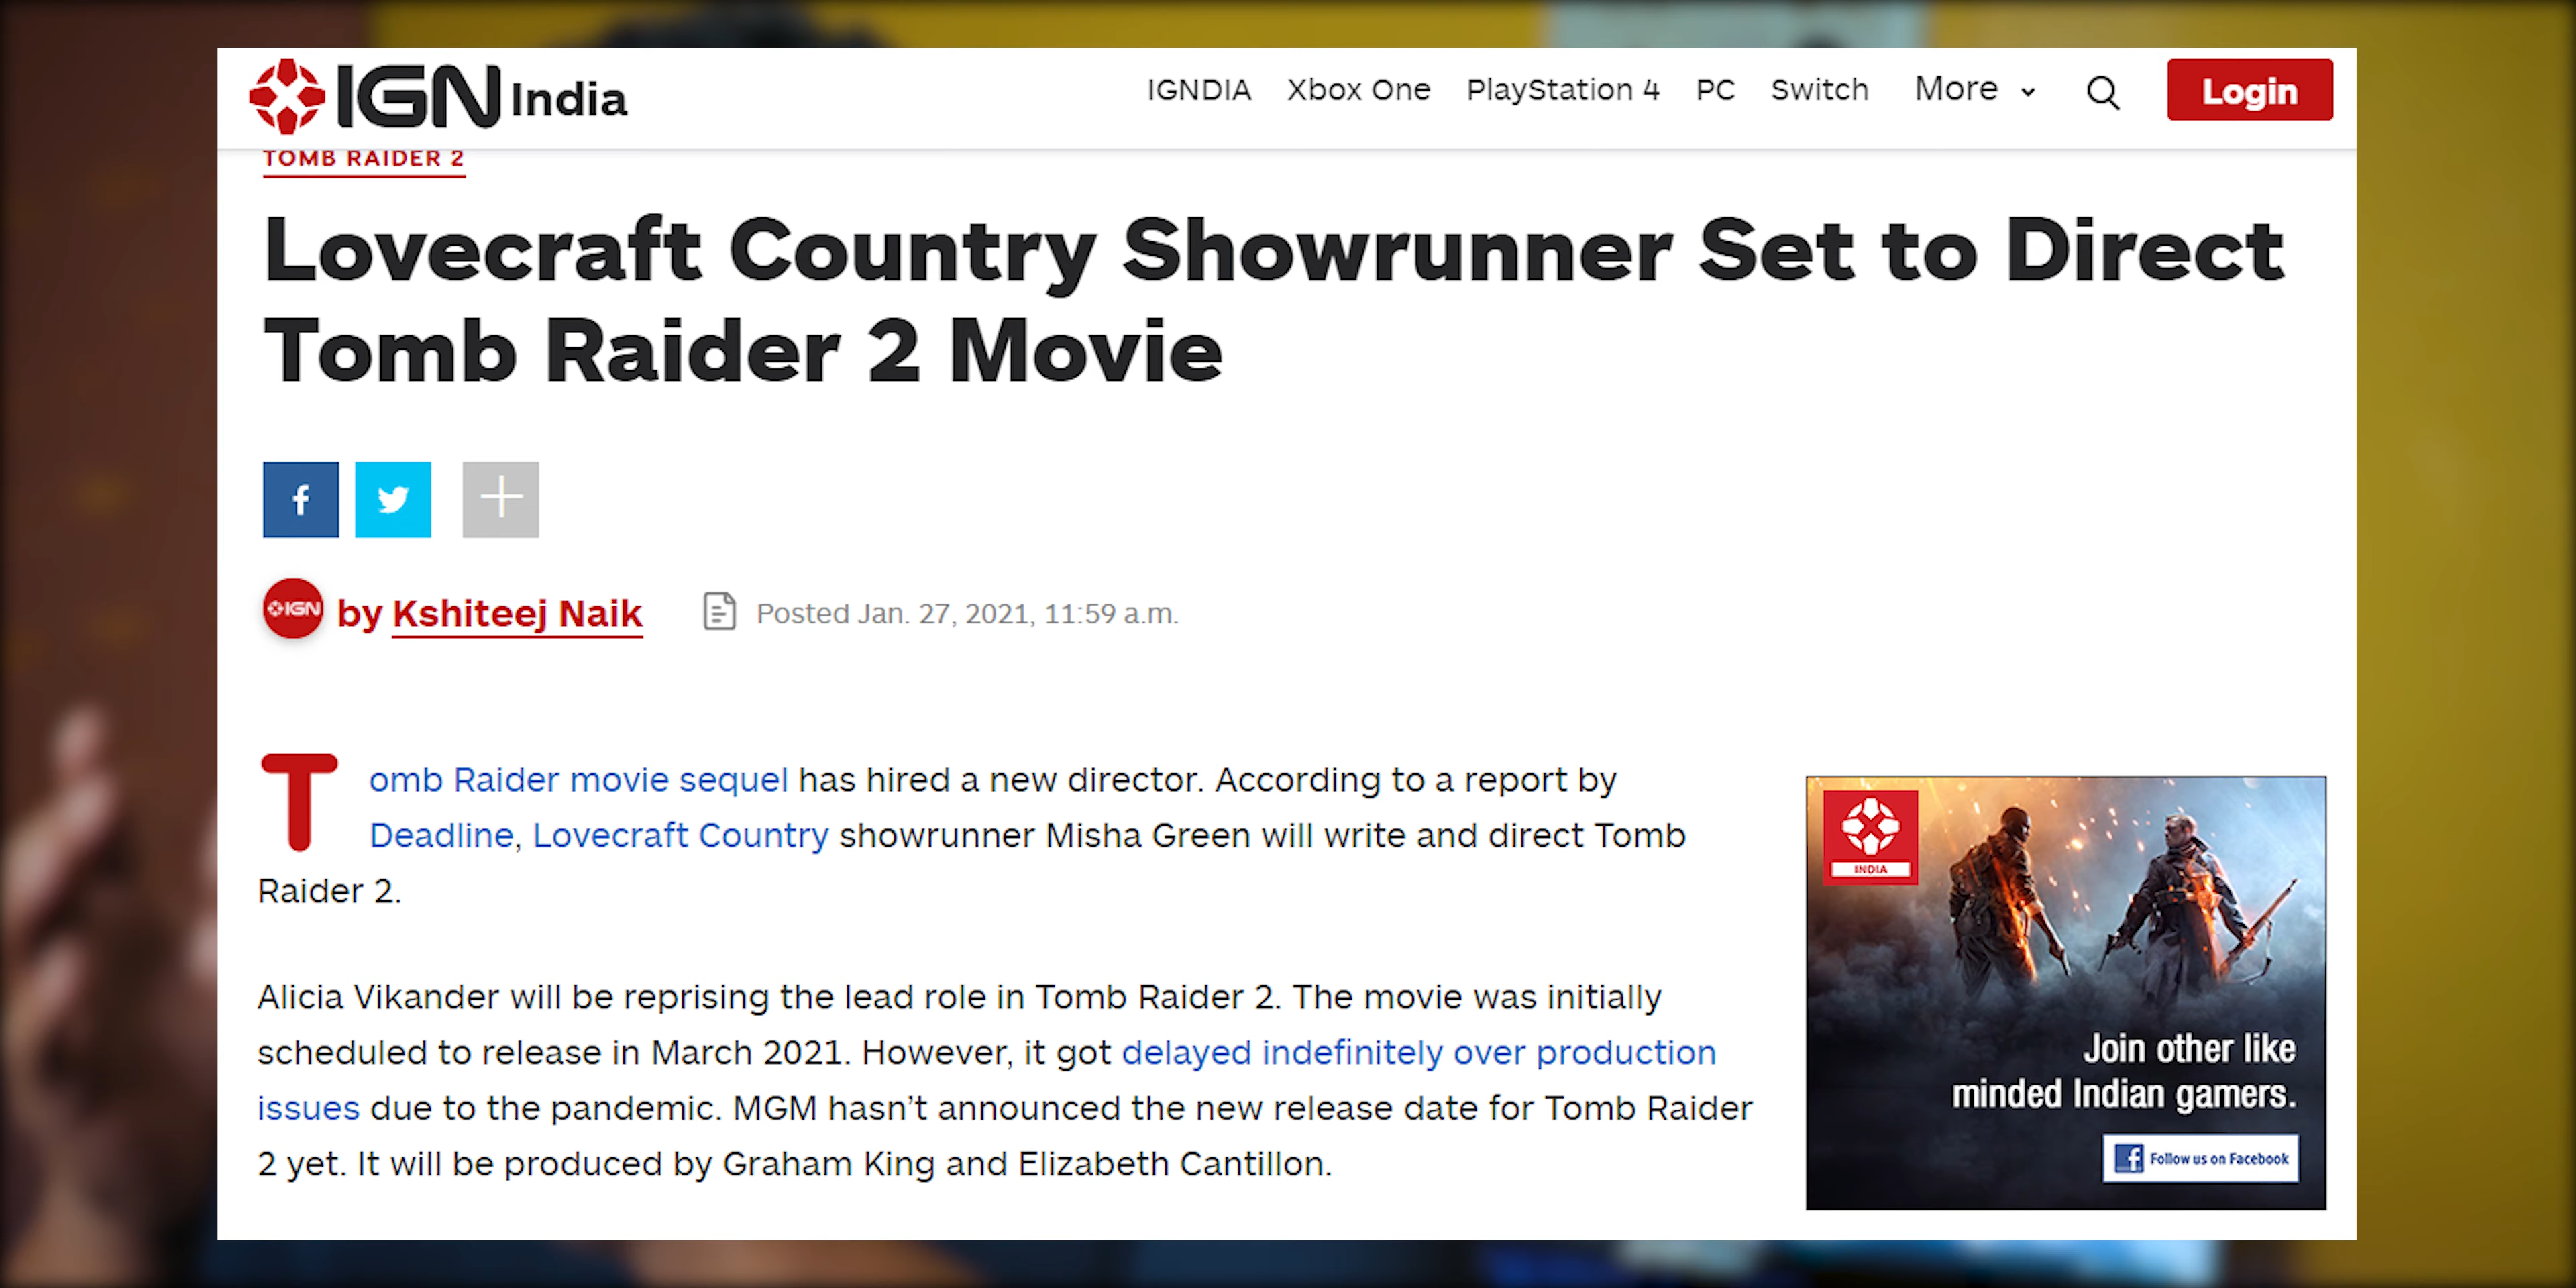 IGN India
IGNDIA Xbox One PlayStation 4 PC Switch More Login
TOMB RAIDER 2
Lovecraft Country Showrunner Set to Direct
Tomb Raider 2 Movie
IGN by Kshiteej Naik Posted Jan. 27, 2021, 11:59 a.m.
Tomb Raider movie sequel has hired a new director. According to a report by
Deadline, Lovecraft Country showrunner Misha Green will write and direct Tomb
Raider 2.
Alicia Vikander will be reprising the lead role in Tomb Raider 2. The movie was initially
scheduled to release in March 2021. However, it got delayed indefinitely over production
issues due to the pandemic. MGM hasn’t announced the new release date for Tomb Raider
2 yet. It will be produced by Graham King and Elizabeth Cantillon.
INDIA
Join other like
minded Indian gamers.
f Follow us on Facebook